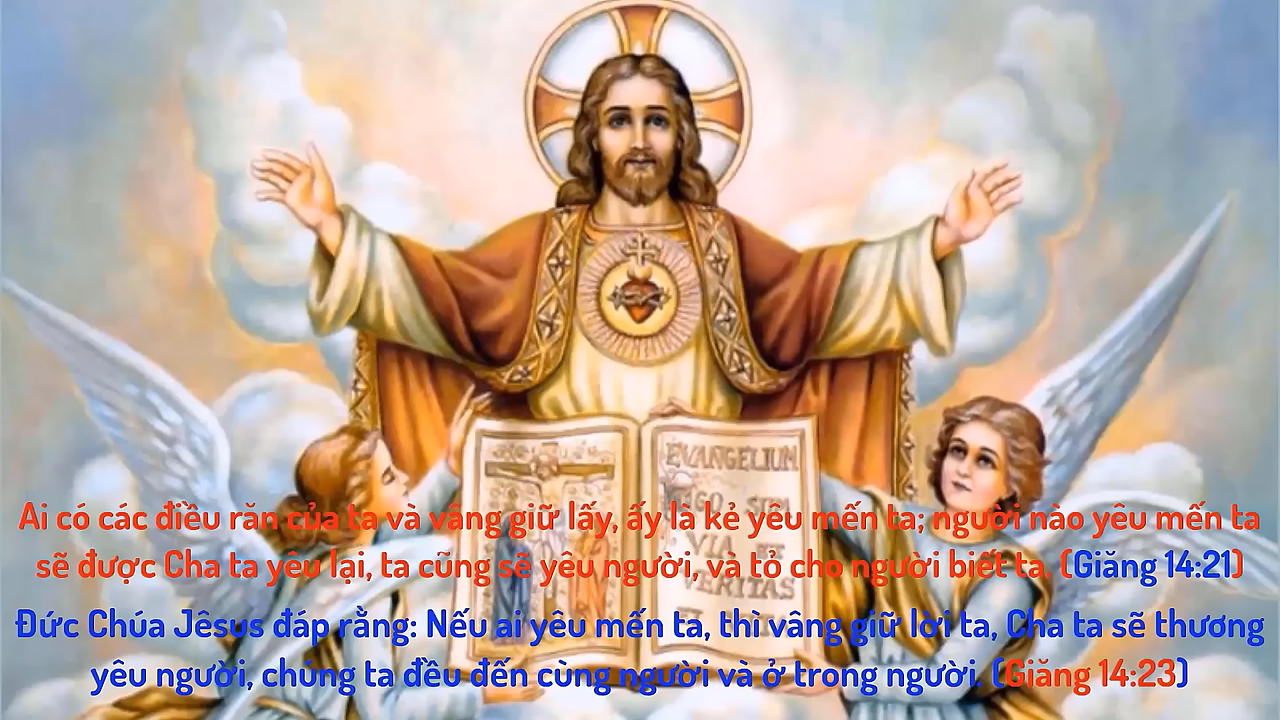 EVANGELIUM
EGO SUM
VIA ET
VERITAS
Ai có các điều răn của ta và vâng giữ lấy, ấy là kẻ yêu mến ta; người nào yêu mến ta
sẽ được Cha ta yêu lại, ta cũng sẽ yêu người, và tỏ cho người biết ta. (Giăng 14:21)
Đức Chúa Jêsus đáp rằng: Nếu ai yêu mến ta, thì vâng giữ lời ta, Cha ta sẽ thương
yêu người, chúng ta đều đến cùng người và ở trong người. (Giăng 14:23)